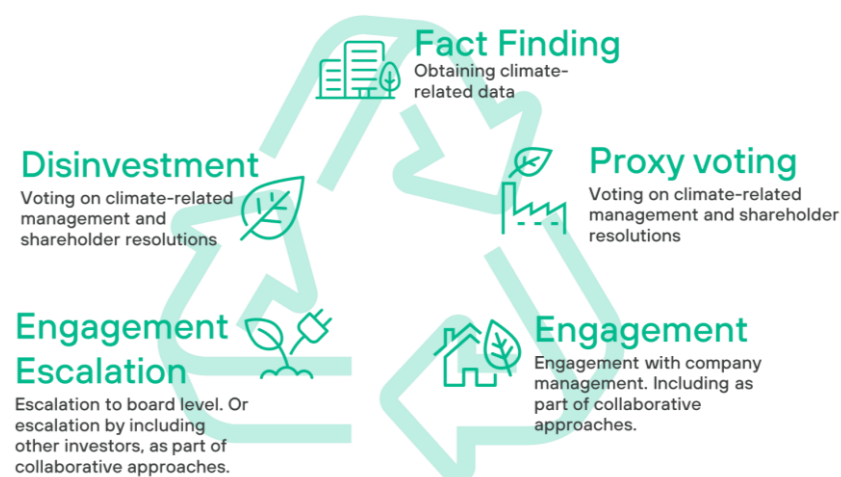 Fact Finding
Obtaining climate-
related data
Disinvestment
Voting on climate-related
management and
shareholder resolutions
Proxy voting
Voting on climate-related
management and shareholder
resolutions
Engagement
Escalation
Escalation to board level. Or
escalation by including
other investors, as part of
collaborative approaches.
Engagement
Engagement with company
management. Including as
part of collaborative
approaches.